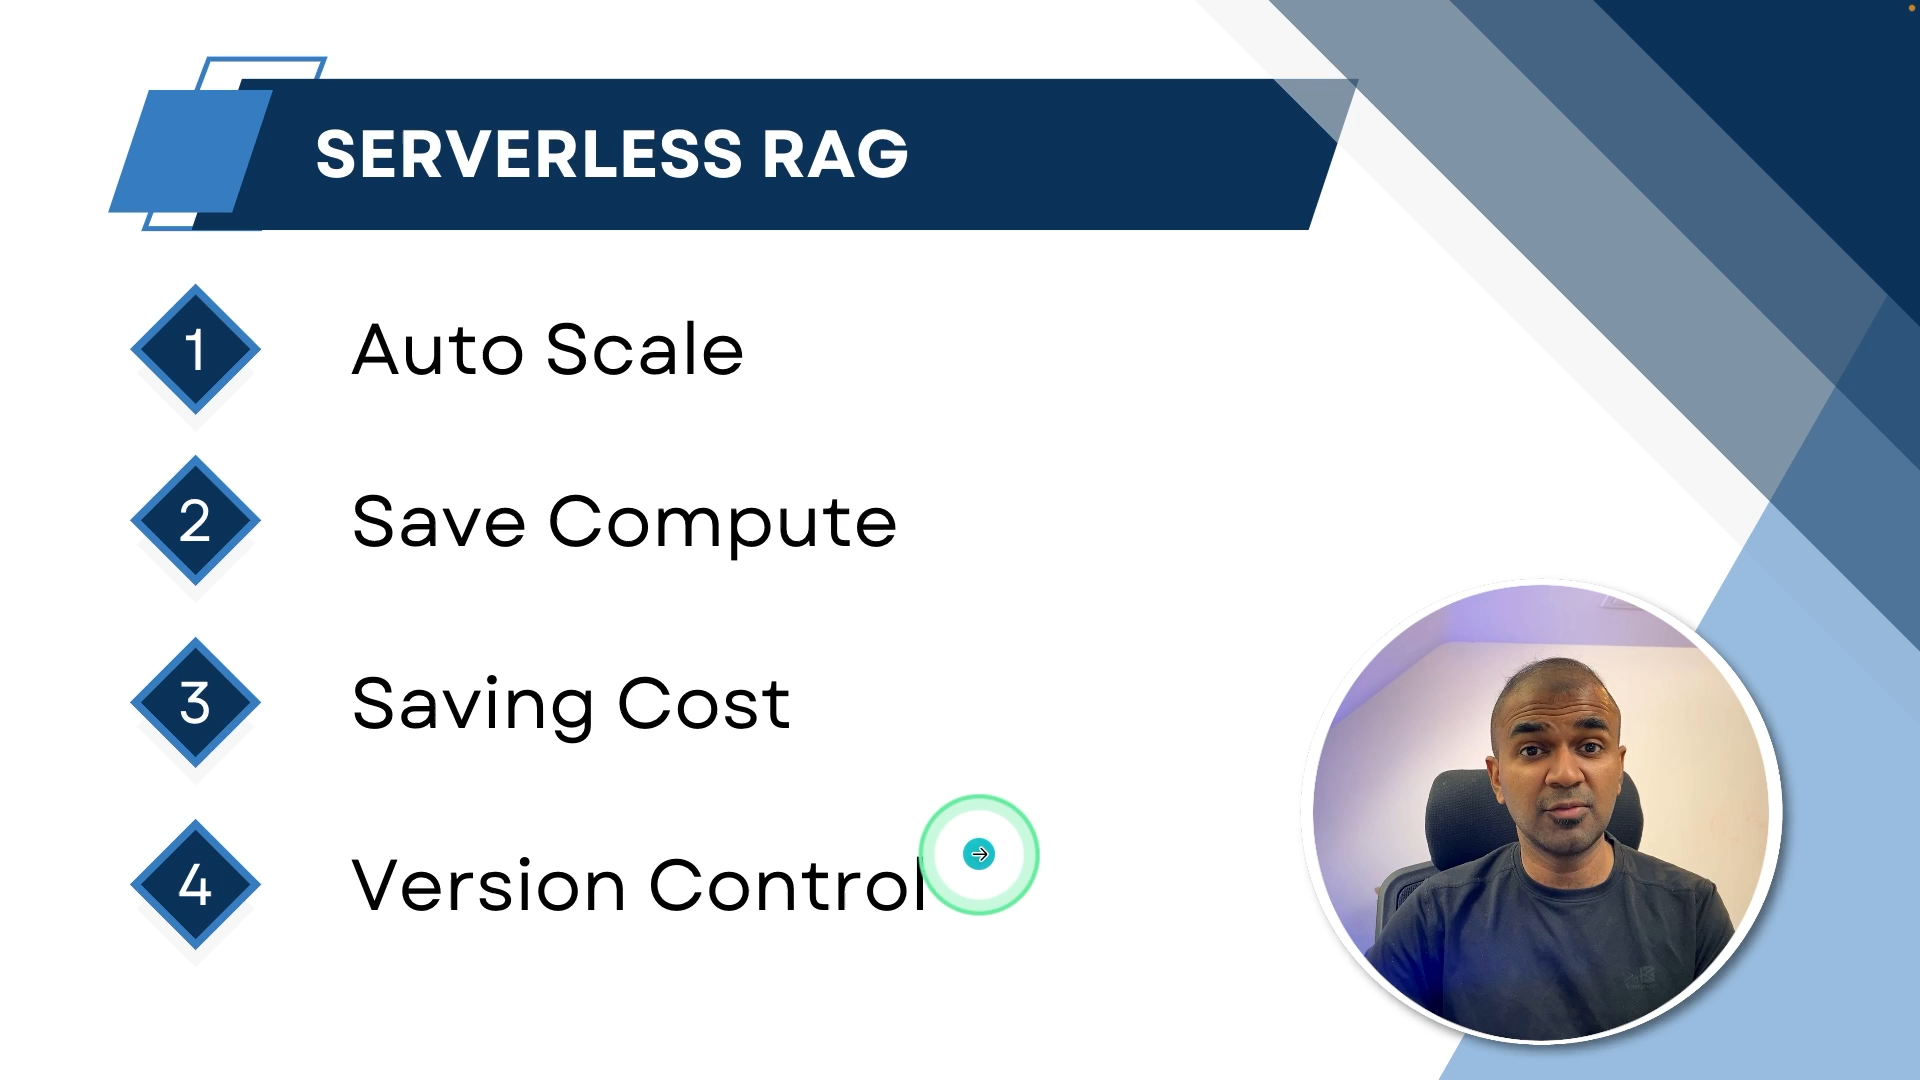 SERVERLESS RAG
1 Auto Scale
2 Save Compute
3 Saving Cost
4 Version Control